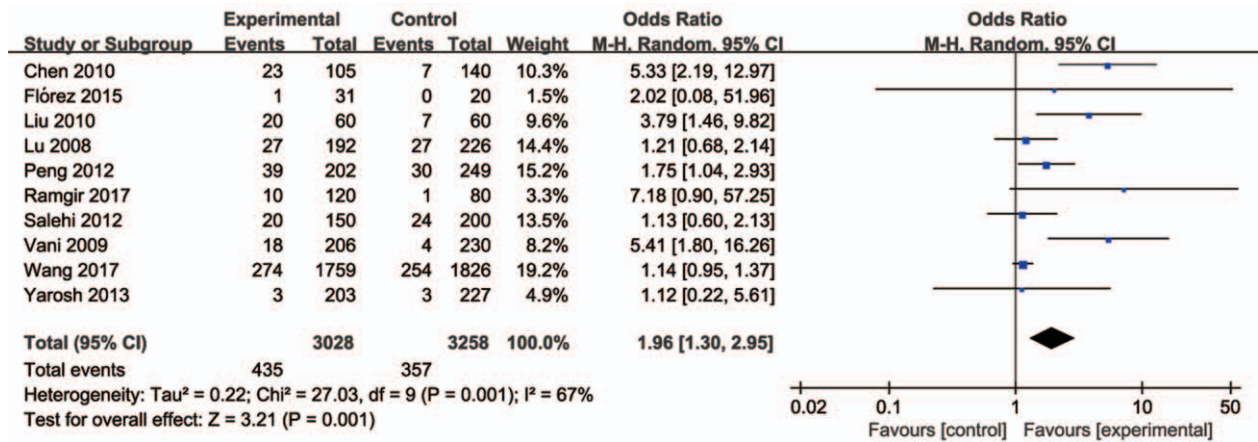 Experimental Control Odds Ratio Odds Ratio
Study or Subgroup Events Total Events Total Weight M-H, Random, 95% CI M-H, Random, 95% CI
Chen 2010 23 105 7 140 10.3% 5.33 [2.19, 12.97]
Flórez 2015 1 31 0 20 1.5% 2.02 [0.08, 51.96]
Liu 2010 20 60 7 60 9.6% 3.79 [1.46, 9.82]
Lu 2008 27 192 27 226 14.4% 1.21 [0.68, 2.14]
Peng 2012 39 202 30 249 15.2% 1.75 [1.04, 2.93]
Ramgir 2017 10 120 1 80 3.3% 7.18 [0.90, 57.25]
Salehi 2012 20 150 24 200 13.5% 1.13 [0.60, 2.13]
Vani 2009 18 206 4 230 8.2% 5.41 [1.80, 16.26]
Wang 2017 274 1759 254 1826 19.2% 1.14 [0.95, 1.37]
Yarosh 2013 3 203 3 227 4.9% 1.12 [0.22, 5.61]
Total (95% CI) 3028 3258 100.0% 1.96 [1.30, 2.95]
Total events 435 357
Heterogeneity: Tau² = 0.22; Chi² = 27.03, df = 9 (P = 0.001); I² = 67%
Test for overall effect: Z = 3.21 (P = 0.001)
0.02 0.1 1 10 50
Favours [control] Favours [experimental]